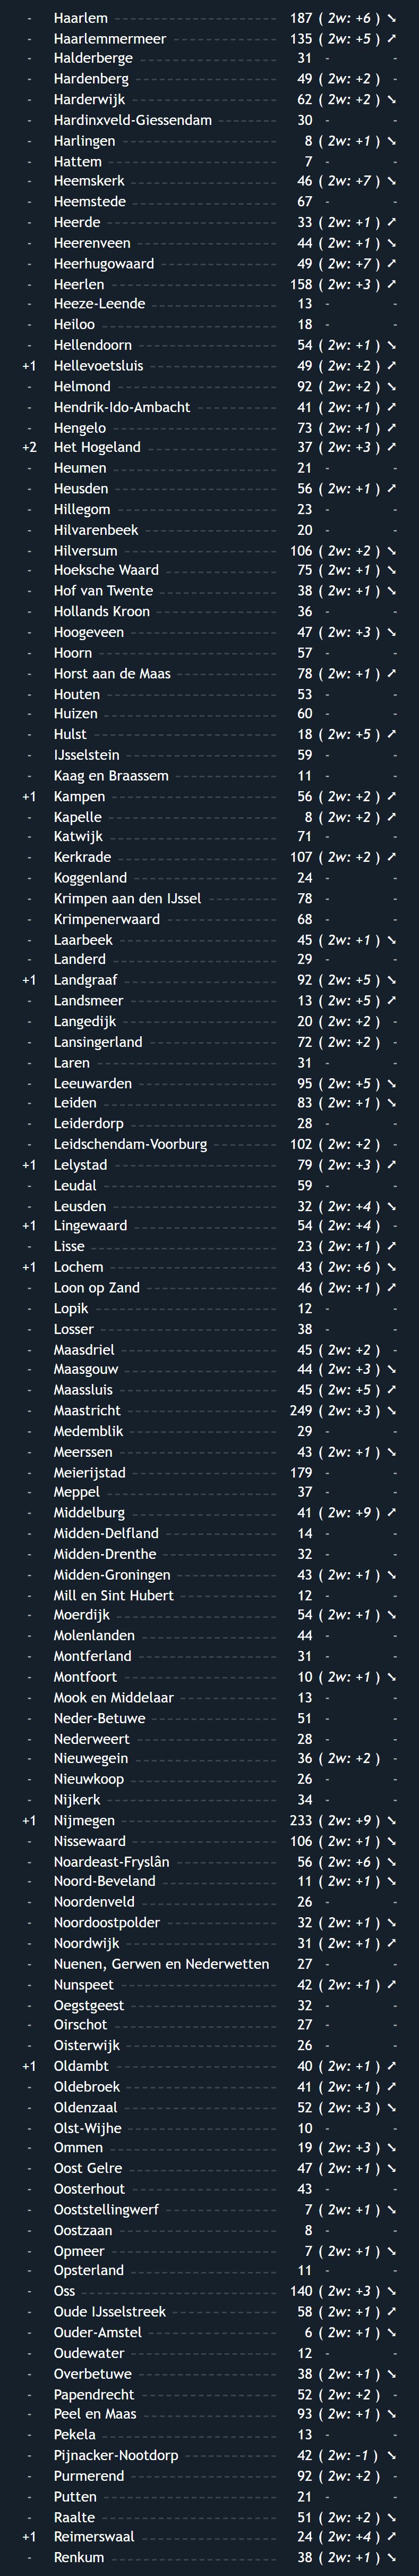 - Haarlem 187 ( 2w: +6 ) ➘
- Haarlemmermeer 135 ( 2w: +5 ) ➚
- Halderberge 31 - -
- Hardenberg 49 ( 2w: +2 ) -
- Harderwijk 62 ( 2w: +2 ) ➘
- Hardinxveld-Giessendam 30 - -
- Harlingen 8 ( 2w: +1 ) ➘
- Hattem 7 - -
- Heemskerk 46 ( 2w: +7 ) ➘
- Heemstede 67 - -
- Heerde 33 ( 2w: +1 ) ➚
- Heerenveen 44 ( 2w: +1 ) ➘
- Heerhugowaard 49 ( 2w: +7 ) ➚
- Heerlen 158 ( 2w: +3 ) ➚
- Heeze-Leende 13 - -
- Heiloo 18 - -
- Hellendoorn 54 ( 2w: +1 ) ➘
+1 Hellevoetsluis 49 ( 2w: +2 ) ➚
- Helmond 92 ( 2w: +2 ) ➘
- Hendrik-Ido-Ambacht 41 ( 2w: +1 ) ➚
- Hengelo 73 ( 2w: +1 ) ➚
+2 Het Hogeland 37 ( 2w: +3 ) ➚
- Heumen 21 - -
- Heusden 56 ( 2w: +1 ) ➚
- Hillegom 23 - -
- Hilvarenbeek 20 - -
- Hilversum 106 ( 2w: +2 ) ➘
- Hoeksche Waard 75 ( 2w: +1 ) ➘
- Hof van Twente 38 ( 2w: +1 ) ➘
- Hollands Kroon 36 - -
- Hoogeveen 47 ( 2w: +3 ) ➘
- Hoorn 57 - -
- Horst aan de Maas 78 ( 2w: +1 ) ➚
- Houten 53 - -
- Huizen 60 - -
- Hulst 18 ( 2w: +5 ) ➚
- IJsselstein 59 - -
- Kaag en Braassem 11 - -
+1 Kampen 56 ( 2w: +2 ) ➚
- Kapelle 8 ( 2w: +2 ) ➚
- Katwijk 71 - -
- Kerkrade 107 ( 2w: +2 ) ➚
- Koggenland 24 - -
- Krimpen aan den IJssel 78 - -
- Krimpenerwaard 68 - -
- Laarbeek 45 ( 2w: +1 ) ➘
- Landerd 29 - -
+1 Landgraaf 92 ( 2w: +5 ) ➘
- Landsmeer 13 ( 2w: +5 ) ➚
- Langedijk 20 ( 2w: +2 ) -
- Lansingerland 72 ( 2w: +2 ) -
- Laren 31 - -
- Leeuwarden 95 ( 2w: +5 ) ➘
- Leiden 83 ( 2w: +1 ) ➘
- Leiderdorp 28 - -
- Leidschendam-Voorburg 102 ( 2w: +2 ) -
+1 Lelystad 79 ( 2w: +3 ) ➚
- Leudal 59 - -
- Leusden 32 ( 2w: +4 ) ➘
+1 Lingewaard 54 ( 2w: +4 ) -
- Lisse 23 ( 2w: +1 ) ➚
+1 Lochem 43 ( 2w: +6 ) ➘
- Loon op Zand 46 ( 2w: +1 ) ➚
- Lopik 12 - -
- Losser 38 - -
- Maasdriel 45 ( 2w: +2 ) -
- Maasgouw 44 ( 2w: +3 ) ➘
- Maassluis 45 ( 2w: +5 ) ➚
- Maastricht 249 ( 2w: +3 ) ➘
- Medemblik 29 - -
- Meerssen 43 ( 2w: +1 ) ➘
- Meierijstad 179 - -
- Meppel 37 - -
- Middelburg 41 ( 2w: +9 ) ➚
- Midden-Delfland 14 - -
- Midden-Drenthe 32 - -
- Midden-Groningen 43 ( 2w: +1 ) ➘
- Mill en Sint Hubert 12 - -
- Moerdijk 54 ( 2w: +1 ) ➘
- Molenlanden 44 - -
- Montferland 31 - -
- Montfoort 10 ( 2w: +1 ) ➘
- Mook en Middelaar 13 - -
- Neder-Betuwe 51 - -
- Nederweert 28 - -
- Nieuwegein 36 ( 2w: +2 ) -
- Nieuwkoop 26 - -
- Nijkerk 34 - -
+1 Nijmegen 233 ( 2w: +9 ) ➘
- Nissewaard 106 ( 2w: +1 ) ➘
- Noardeast-Fryslân 56 ( 2w: +6 ) ➘
- Noord-Beveland 11 ( 2w: +1 ) ➘
- Noordenveld 26 - -
- Noordoostpolder 32 ( 2w: +1 ) ➘
- Noordwijk 31 ( 2w: +1 ) ➚
- Nuenen, Gerwen en Nederwetten 27 - -
- Nunspeet 42 ( 2w: +1 ) ➚
- Oegstgeest 32 - -
- Oirschot 27 - -
- Oisterwijk 26 - -
+1 Oldambt 40 ( 2w: +1 ) ➚
- Oldebroek 41 ( 2w: +1 ) ➚
- Oldenzaal 52 ( 2w: +3 ) ➘
- Olst-Wijhe 10 - -
- Ommen 19 ( 2w: +3 ) ➘
- Oost Gelre 47 ( 2w: +1 ) ➘
- Oosterhout 43 - -
- Ooststellingwerf 7 ( 2w: +1 ) ➘
- Oostzaan 8 - -
- Opmeer 7 ( 2w: +1 ) ➘
- Opsterland 11 - -
- Oss 140 ( 2w: +3 ) ➘
- Oude IJsselstreek 58 ( 2w: +1 ) ➚
- Ouder-Amstel 6 ( 2w: +1 ) ➘
- Oudewater 12 - -
- Overbetuwe 38 ( 2w: +1 ) ➘
- Papendrecht 52 ( 2w: +2 ) -
- Peel en Maas 93 ( 2w: +1 ) ➘
- Pekela 13 - -
- Pijnacker-Nootdorp 42 ( 2w: -1 ) ➘
- Purmerend 92 ( 2w: +2 ) -
- Putten 21 - -
- Raalte 51 ( 2w: +2 ) ➘
+1 Reimerswaal 24 ( 2w: +4 ) ➚
- Renkum 38 ( 2w: +1 ) ➘